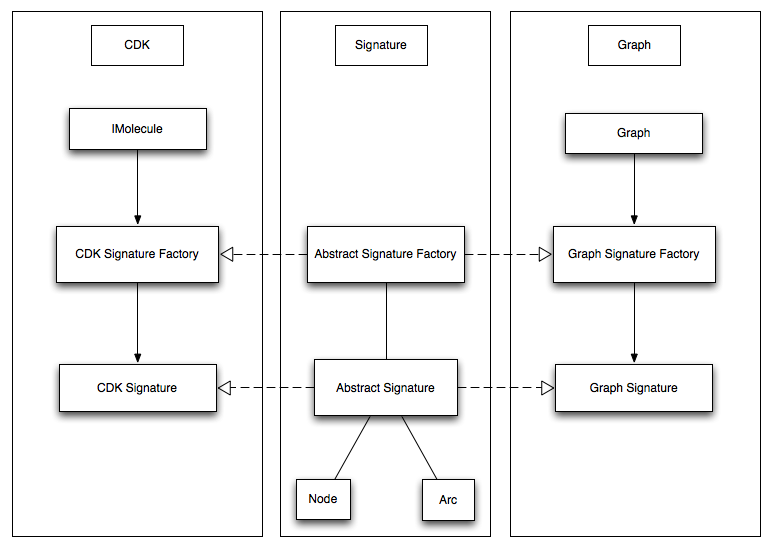 CDK
Signature
Graph
IMolecule
Graph
CDK Signature Factory
Abstract Signature Factory
Graph Signature Factory
CDK Signature
Abstract Signature
Graph Signature
Node
Arc